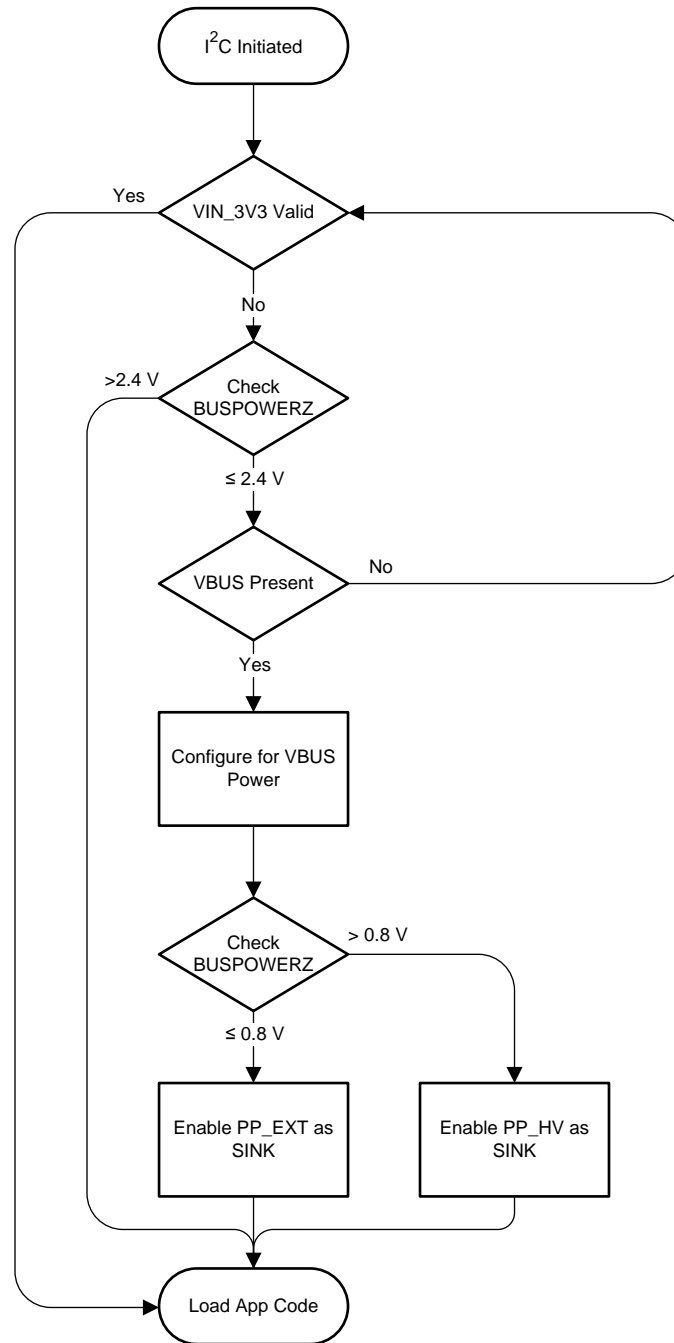 I2C Initiated
Yes
VIN_3V3 Valid
No
>2.4 V
Check
BUSPOWERZ
≤ 2.4 V
VBUS Present
No
Yes
Configure for VBUS
Power
Check
BUSPOWERZ
> 0.8 V
≤ 0.8 V
Enable PP_EXT as
SINK
Enable PP_HV as
SINK
Load App Code